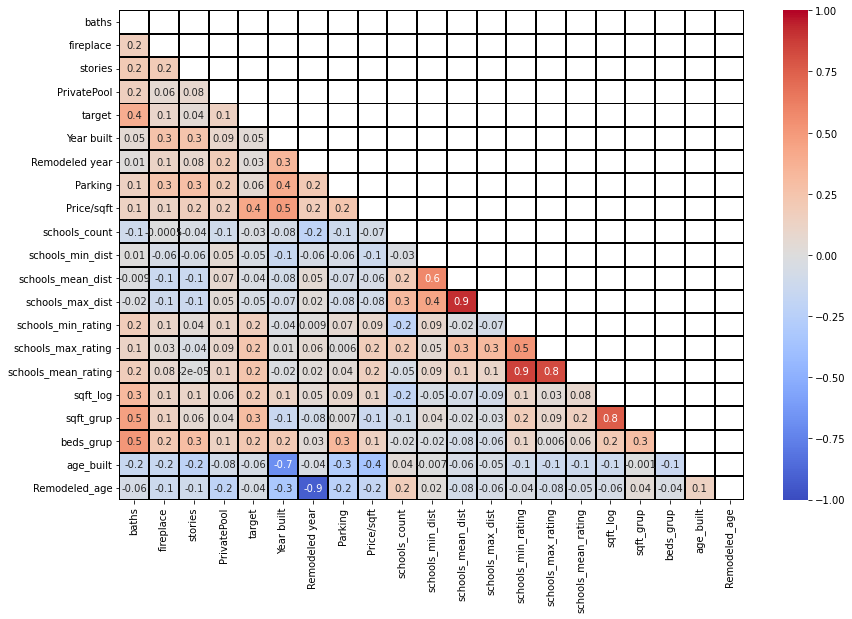 baths
fireplace 0.2
stories 0.2 0.2
PrivatePool 0.2 0.06 0.08
target 0.4 0.1 0.04 0.1
Year built 0.05 0.3 0.3 0.09 0.05
Remodeled year 0.01 0.1 0.08 0.2 0.03 0.3
Parking 0.1 0.3 0.3 0.2 0.06 0.4 0.2
Price/sqft 0.1 0.1 0.2 0.2 0.4 0.5 0.2 0.2
schools_count -0.1 -0.0005 -0.04 -0.1 -0.03 -0.08 -0.2 -0.1 -0.07
schools_min_dist 0.01 -0.06 -0.06 0.05 -0.05 -0.1 -0.06 -0.06 -0.1 -0.03
schools_mean_dist -0.009 -0.1 -0.1 0.07 -0.04 -0.08 0.05 -0.07 -0.06 0.2 0.6
schools_max_dist -0.02 -0.1 -0.1 0.05 -0.05 -0.07 0.02 -0.08 -0.08 0.3 0.4 0.9
schools_min_rating 0.2 0.1 0.04 0.1 0.2 -0.04 0.009 0.07 0.09 -0.2 0.09 -0.02 -0.07
schools_max_rating 0.1 0.03 -0.04 0.09 0.2 0.01 0.06 0.006 0.2 0.2 0.05 0.3 0.3 0.5
schools_mean_rating 0.2 0.08 -2e-05 0.1 0.2 -0.02 0.02 0.04 0.2 -0.05 0.09 0.1 0.1 0.9 0.8
sqft_log 0.3 0.1 0.1 0.06 0.2 0.1 0.05 0.09 0.1 -0.2 -0.05 -0.07 -0.09 0.1 0.03 0.08
sqft_grup 0.5 0.1 0.06 0.04 0.3 -0.1 -0.08 0.007 -0.1 -0.1 0.04 -0.02 -0.03 0.2 0.09 0.2 0.8
beds_grup 0.5 0.2 0.3 0.1 0.2 0.2 0.03 0.3 0.1 -0.02 -0.02 -0.08 -0.06 0.1 0.006 0.06 0.2 0.3
age_built -0.2 -0.2 -0.2 -0.08 -0.06 -0.7 -0.04 -0.3 -0.4 0.04 0.007 -0.06 -0.05 -0.1 -0.1 -0.1 -0.1 -0.001 -0.1
Remodeled_age -0.06 -0.1 -0.1 -0.2 -0.04 -0.3 -0.9 -0.2 -0.2 0.2 0.02 -0.08 -0.06 -0.04 -0.08 -0.05 -0.06 0.04 -0.04 0.1
baths
fireplace
stories
PrivatePool
target
Year built
Remodeled year
Parking
Price/sqft
schools_count
schools_min_dist
schools_mean_dist
schools_max_dist
schools_min_rating
schools_max_rating
schools_mean_rating
sqft_log
sqft_grup
beds_grup
age_built
Remodeled_age
1.00
0.75
0.50
0.25
0.00
−0.25
−0.50
−0.75
−1.00